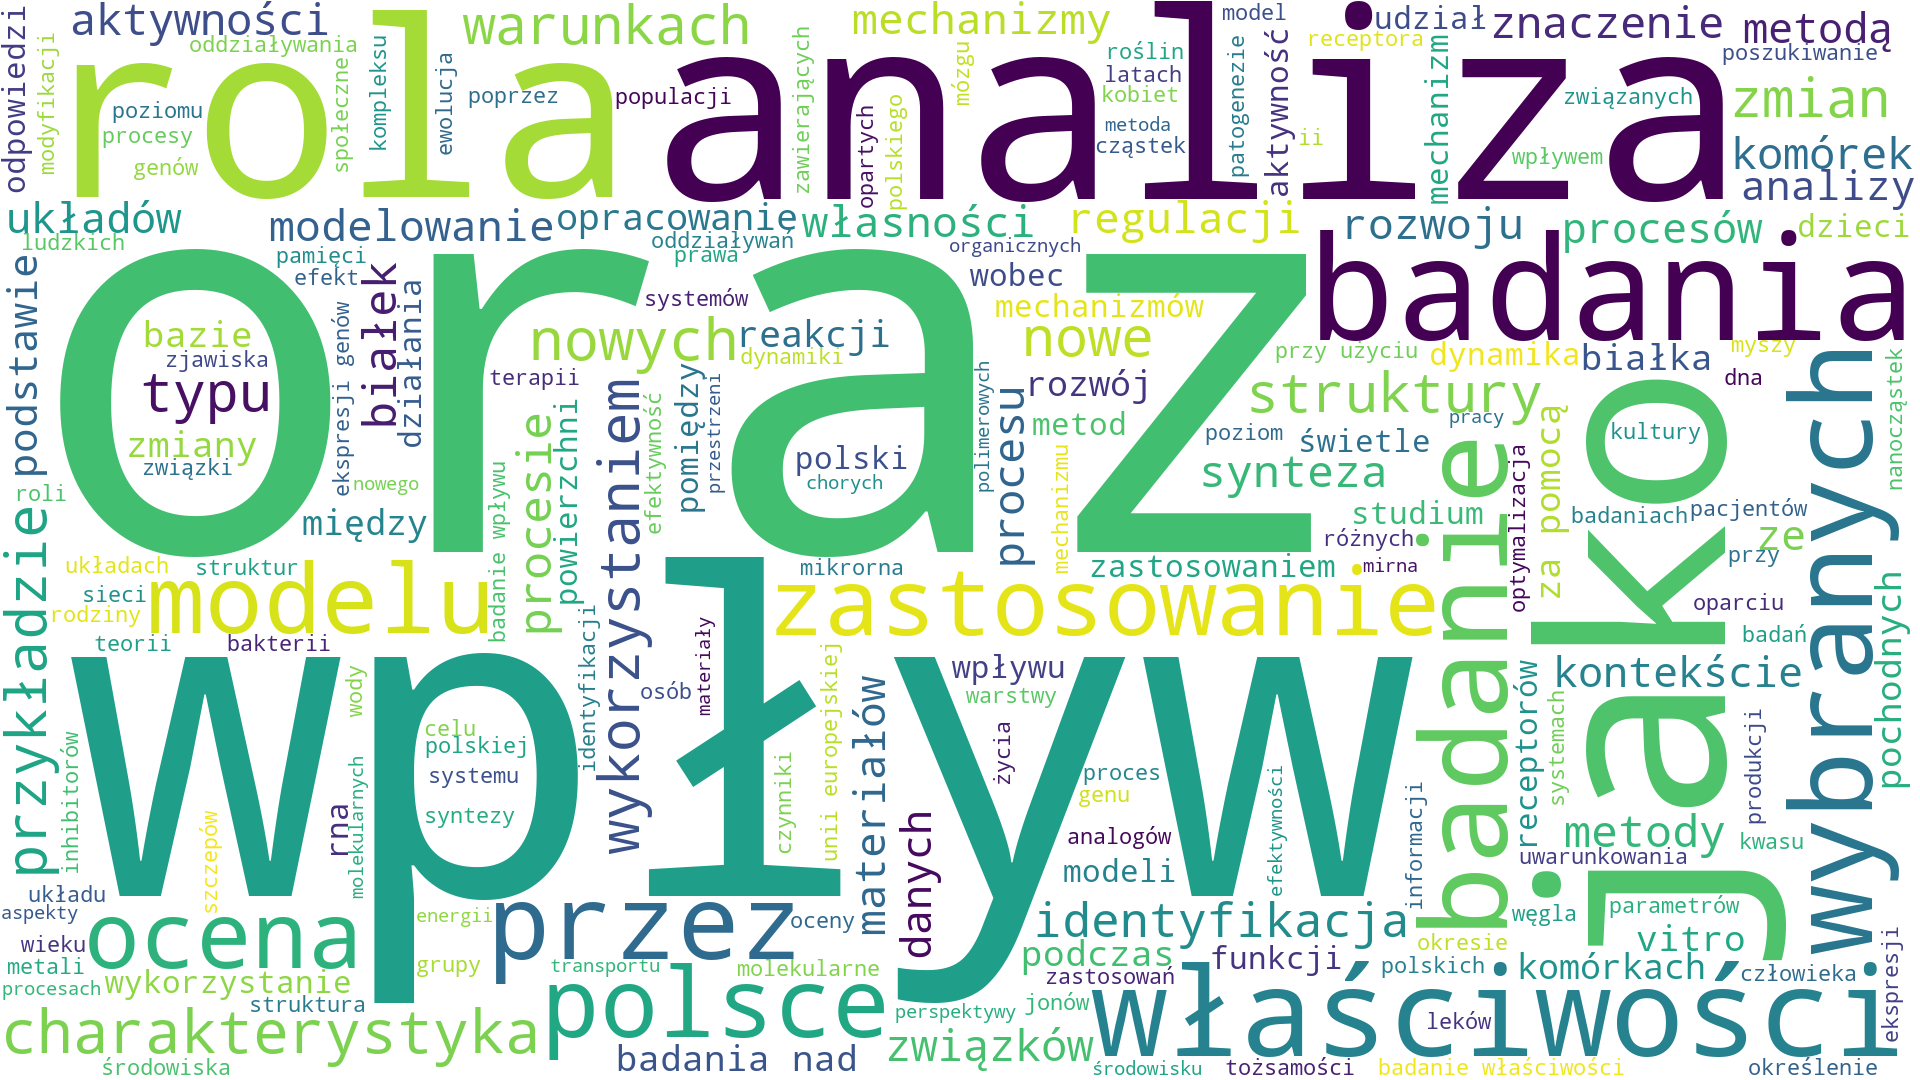 odpowiedzi
aktywności
warunkach
mechanizmy
model
udział
znaczenie
metodą
modyfikacji
oddziaływania
społeczne
kompleksu
ewolucja
rola
analiza
poprzez
populacji
zawierających
opartych
polskiego
mózgu
roślin
latach
kobiet
metoda
cząstek
patogenezie
aktywność
receptora
ii
mechanizm
poszukiwanie
związanych
zmian
wpływem
komórek
analizy
poziomu
procesy
genów
układów
ludzkich
modelowanie
opracowanie
własności
regulacji
rozwoju
procesów
dzieci
pamięci
efekt
oddziaływań
prawa
organicznych
wobec
systemów
mechanizmów
oraz
badania
podstawie
bazie
zjawiska
typu
zmiany
związki
ekspresji genów
białek
działania
nowego
nowych
reakcji
dynamiki
nowe
terapii
przy użyciu
dynamika
białka
myszy
dna
nanocząstek
rozwój
struktury
metod
pracy
poziom
świetle
kultury
synteza
polski
chorych
polimerowych
procesu
mechanizmu
pomiędzy
przestrzeni
efektywność
wykorzystaniem
powierzchni
procesie
badanie wpływu
roli
między
studium
różnych
optymalizacja
za pomocą
badaniach
pacjentów
ze
przy
jako
badanie
wybranych
przykładzie
układach
struktur
sieci
rodziny
modelu
mikrorna
zastosowaniem
mirna
zastosowanie
oparciu
badań
pochodnych
teorii
bakterii
identyfikacji
materiały
osób
wpływ
wpływu
warstwy
kontekście
receptorów
systemach
produkcji
wody
inhibitorów
molekularnych
rna
szczepów
celu
polskiej
systemu
syntezy
czynniki
unii europejskiej
materiałów
życia
proces
genu
analogów
modeli
efektywności
informacji
metody
kwasu
uwarunkowania
danych
układu
aspekty
wieku
metali
procesach
ocena
energii
grupy
przez
oceny
identyfikacja
węgla
parametrów
vitro
okresie
podczas
funkcji
polskich
komórkach
człowieka
ekspresji
wykorzystanie
struktura
transportu
molekularne
zastosowań
polsce
perspektywy
jonów
właściwości
leków
charakterystyka
środowiska
badania nad
związków
środowisku
tożsamości
badanie właściwości
określenie